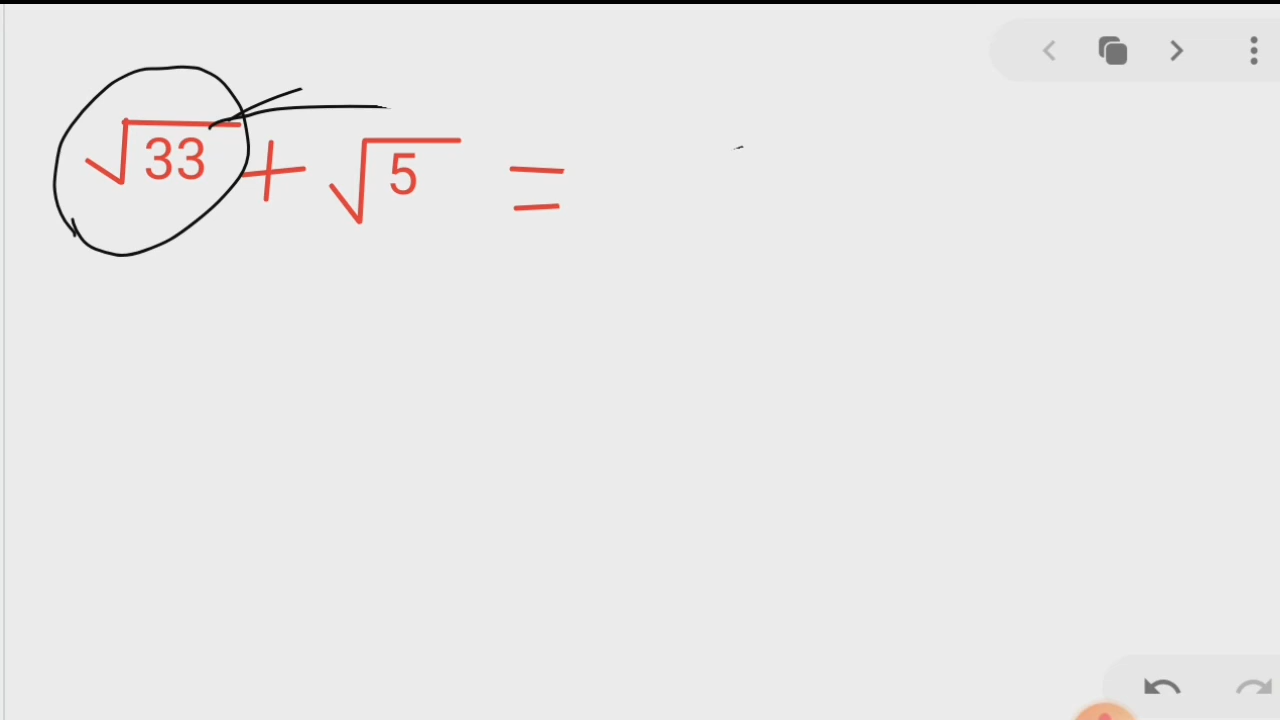 √33 + √5 =